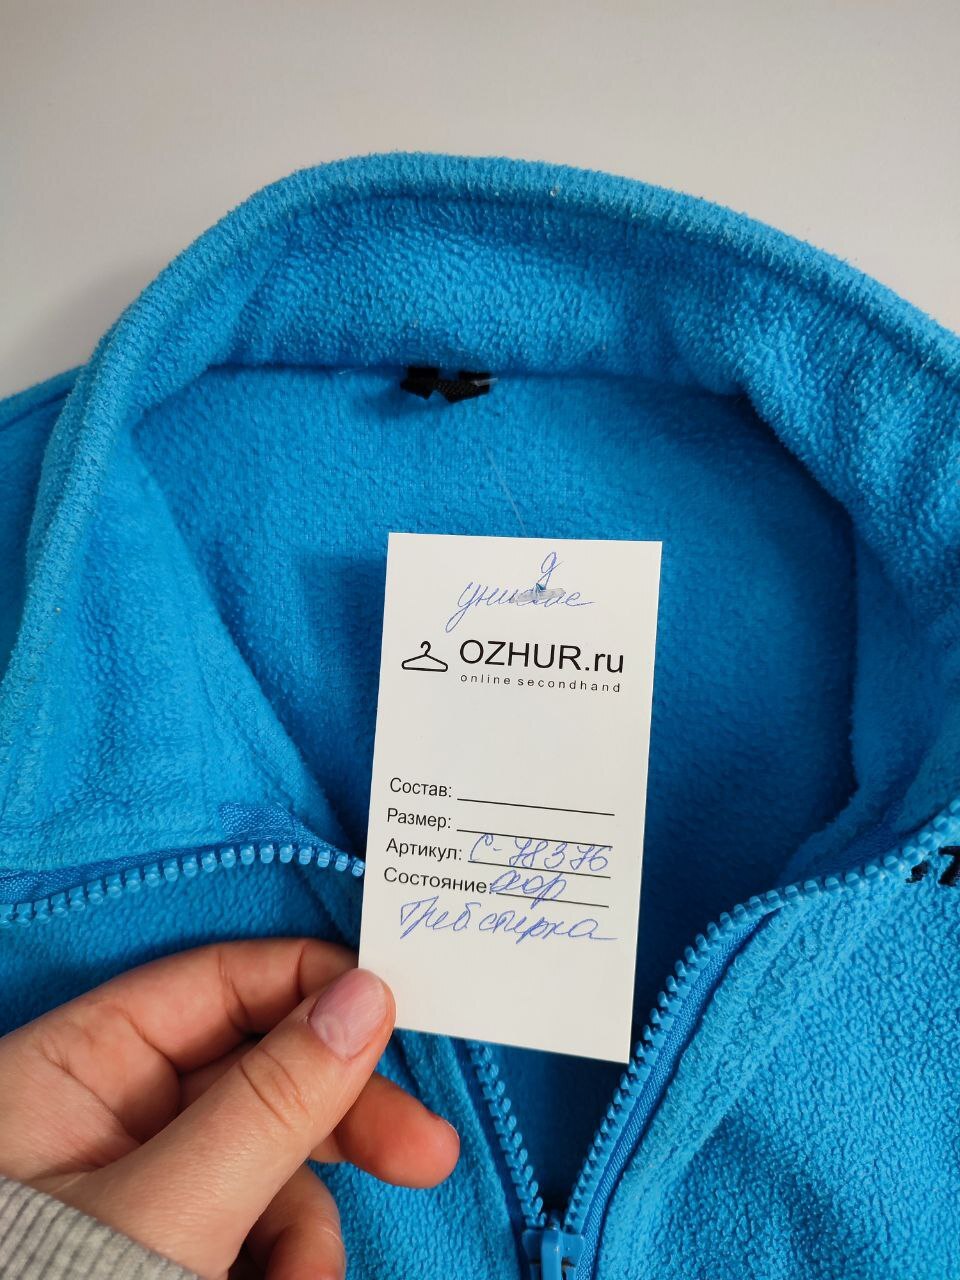 д
унисекс
OZHUR.ru
online secondhand
Состав:
Размер:
Артикул: С-78376
Состояние: хор
Треб стирка